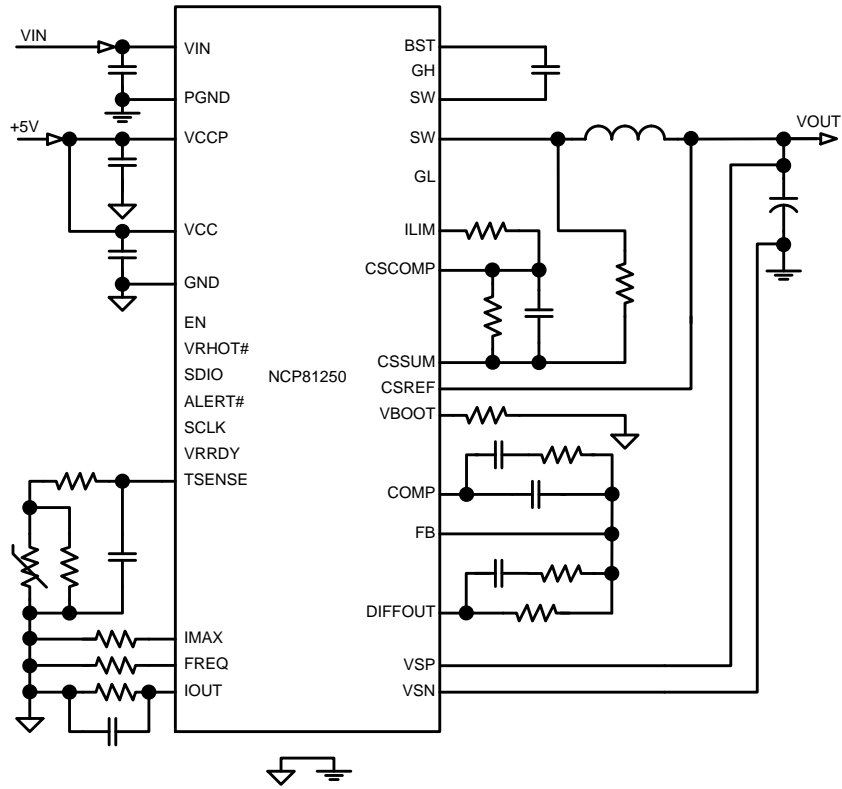 VIN
+5V
VIN
PGND
VCCP
VCC
GND
EN
VRHOT#
SDIO
ALERT#
SCLK
VRRDY
TSENSE
IMAX
FREQ
IOUT
NCP81250
BST
GH
SW
SW
GL
ILIM
CSCOMP
CSSUM
CSREF
VBOOT
COMP
FB
DIFFOUT
VSP
VSN
VOUT